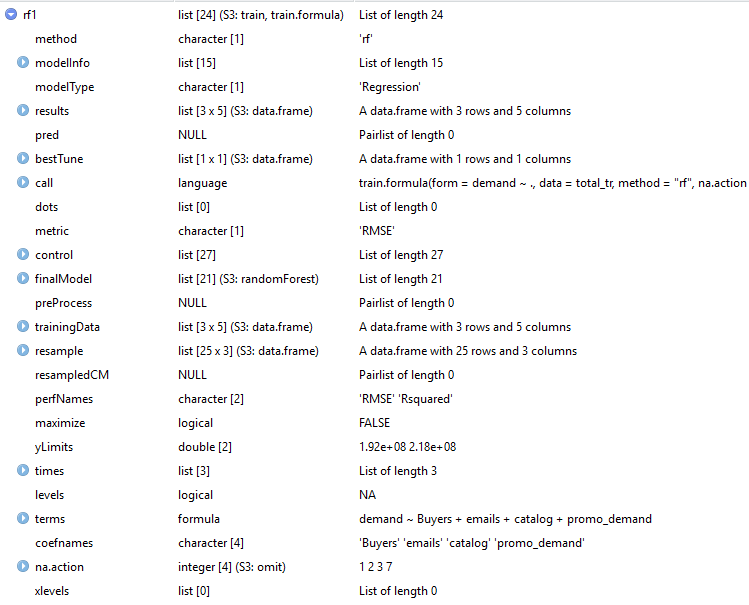 rf1 list [24] (S3: train, train.formula) List of length 24
method character [1] 'rf'
modelInfo list [15] List of length 15
modelType character [1] 'Regression'
results list [3 x 5] (S3: data.frame) A data.frame with 3 rows and 5 columns
pred NULL Pairlist of length 0
bestTune list [1 x 1] (S3: data.frame) A data.frame with 1 rows and 1 columns
call language train.formula(form = demand ~ ., data = total_tr, method = "rf", na.action
dots list [0] List of length 0
metric character [1] 'RMSE'
control list [27] List of length 27
finalModel list [21] (S3: randomForest) List of length 21
preProcess NULL Pairlist of length 0
trainingData list [3 x 5] (S3: data.frame) A data.frame with 3 rows and 5 columns
resample list [25 x 3] (S3: data.frame) A data.frame with 25 rows and 3 columns
resampledCM NULL Pairlist of length 0
perfNames character [2] 'RMSE' 'Rsquared'
maximize logical FALSE
yLimits double [2] 1.92e+08 2.18e+08
times list [3] List of length 3
levels logical NA
terms formula demand ~ Buyers + emails + catalog + promo_demand
coefnames character [4] 'Buyers' 'emails' 'catalog' 'promo_demand'
na.action integer [4] (S3: omit) 1 2 3 7
xlevels list [0] List of length 0